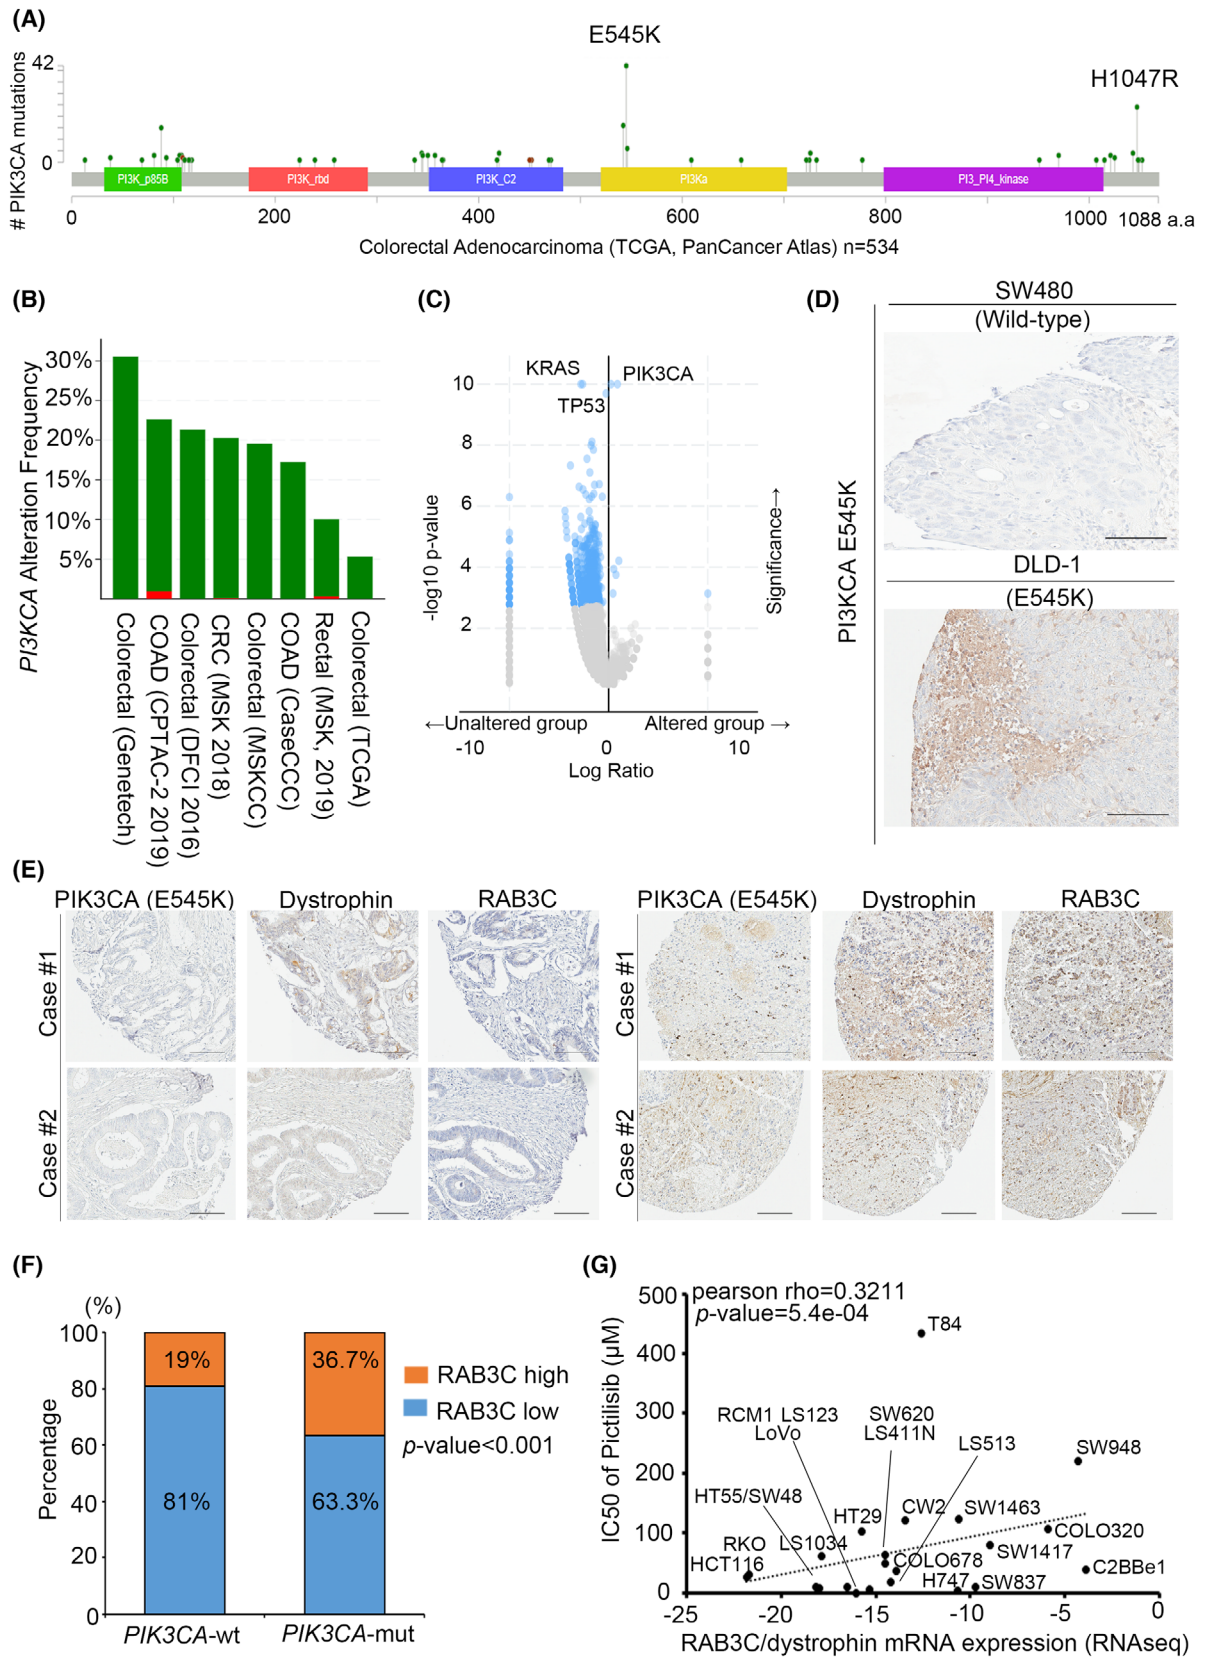 (A)
E545K
H1047R
# PIK3CA mutations
42
0
PI3K_p85B
PI3K_rbd
PI3K_C2
PI3Ka
PI3_PI4_kinase
0 200 400 600 800 1000 1088 a.a
Colorectal Adenocarcinoma (TCGA, PanCancer Atlas) n=534
(B)
PI3KCA Alteration Frequency
30%
25%
20%
15%
10%
5%
Colorectal (Genetech)
COAD (CPTAC-2 2019)
Colorectal (DFCI 2016)
CRC (MSK 2018)
Colorectal (MSKCC)
COAD (CaseCCC)
Rectal (MSK, 2019)
Colorectal (TCGA)
(C)
KRAS
PIK3CA
TP53
-log10 p-value
10
8
6
4
2
Significance→
←Unaltered group
Altered group →
-10 0 10
Log Ratio
(D)
PI3KCA E545K
SW480
(Wild-type)
DLD-1
(E545K)
(E)
PIK3CA (E545K) Dystrophin RAB3C
PIK3CA (E545K) Dystrophin RAB3C
Case #1
Case #2
Case #1
Case #2
(F)
(%)
Percentage
100
80
60
40
20
0
19%
81%
36.7%
63.3%
PIK3CA-wt
PIK3CA-mut
RAB3C high
RAB3C low
p-value<0.001
(G)
pearson rho=0.3211
p-value=5.4e-04
IC50 of Pictilisib (µM)
500
400
300
200
100
0
T84
RCM1 LS123
LoVo
SW620
LS411N
LS513
SW948
HT55/SW48
HT29
CW2
SW1463
RKO
LS1034
COLO320
HCT116
COLO678
SW1417
H747
SW837
C2BBe1
-25 -20 -15 -10 -5 0
RAB3C/dystrophin mRNA expression (RNAseq)